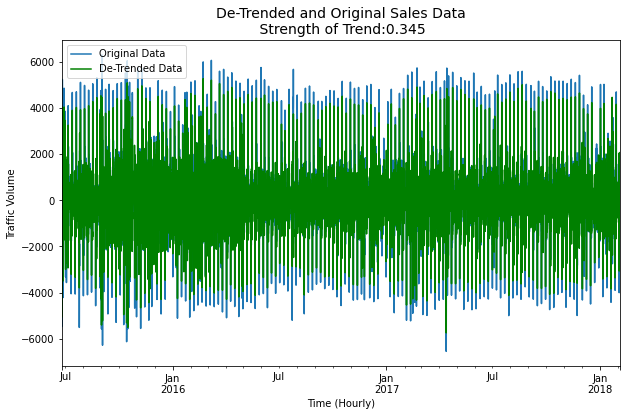 De-Trended and Original Sales Data
Strength of Trend:0.345
Original Data
De-Trended Data
6000
4000
2000
0
−2000
−4000
−6000
Traffic Volume
Jul
Jan
2016
Jul
Jan
2017
Jul
Jan
2018
Time (Hourly)